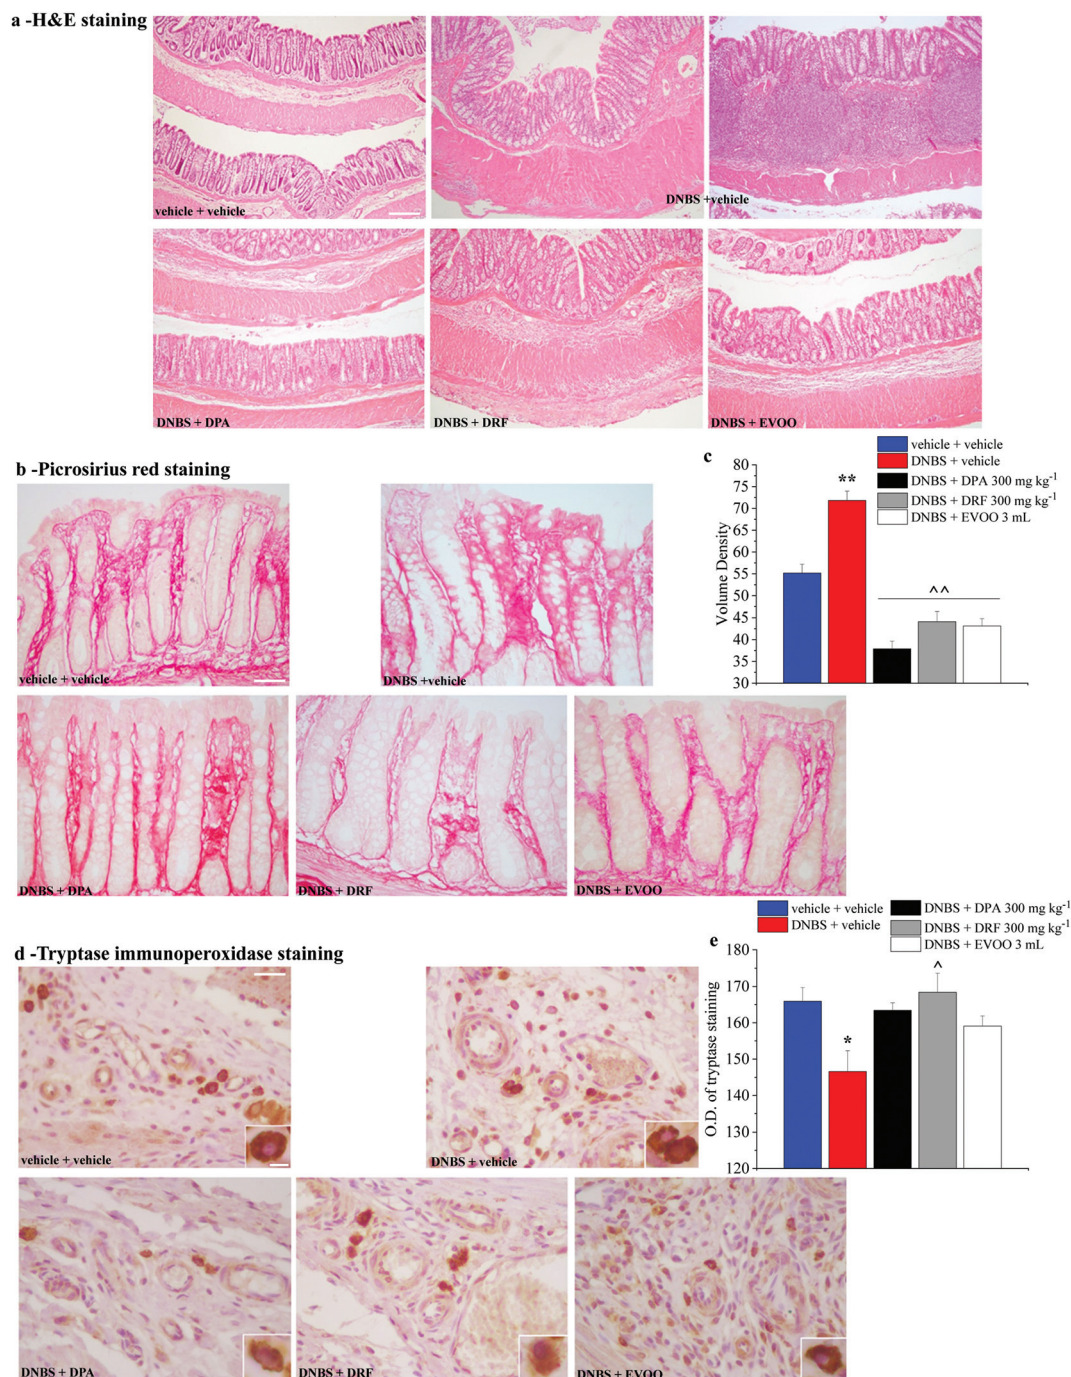 a -H&E staining
vehicle + vehicle
DNBS +vehicle
DNBS + DPA
DNBS + DRF
DNBS + EVOO
b -Picrosirius red staining
vehicle + vehicle
DNBS +vehicle
DNBS + DPA
DNBS + DRF
DNBS + EVOO
c
vehicle + vehicle
DNBS + vehicle
DNBS + DPA 300 mg kg⁻¹
DNBS + DRF 300 mg kg⁻¹
DNBS + EVOO 3 mL
Volume Density
80
75
70
65
60
55
50
45
40
35
30
**
^^
d -Tryptase immunoperoxidase staining
vehicle + vehicle
DNBS + vehicle
DNBS + DPA
DNBS + DRF
DNBS + EVOO
vehicle + vehicle
DNBS + vehicle
DNBS + DPA 300 mg kg⁻¹
DNBS + DRF 300 mg kg⁻¹
DNBS + EVOO 3 mL
e
O.D. of tryptase staining
180
170
160
150
140
130
120
*
^